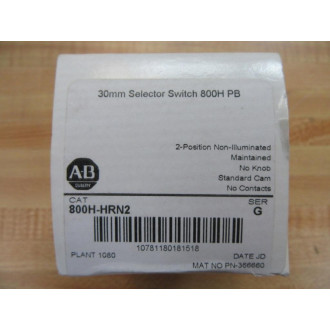 30mm Selector Switch 800H PB
2-Position Non-Illuminated
Maintained
No Knob
Standard Cam
No Contacts
AB
QUALITY
CAT
800H-HRN2
SER
G
10781180181518
PLANT 1080
DATE JD
MAT NO PN-366660